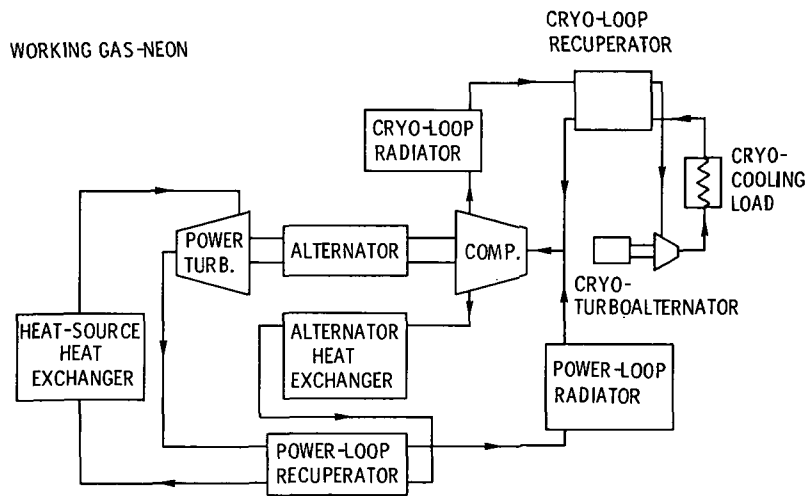 CRYO-LOOP
RECUPERATOR
WORKING GAS-NEON
CRYO-LOOP
RADIATOR
CRYO-
COOLING
LOAD
POWER
TURB.
ALTERNATOR
COMP.
CRYO-
TURBOALTERNATOR
HEAT-SOURCE
HEAT
EXCHANGER
ALTERNATOR
HEAT
EXCHANGER
POWER-LOOP
RADIATOR
POWER-LOOP
RECUPERATOR